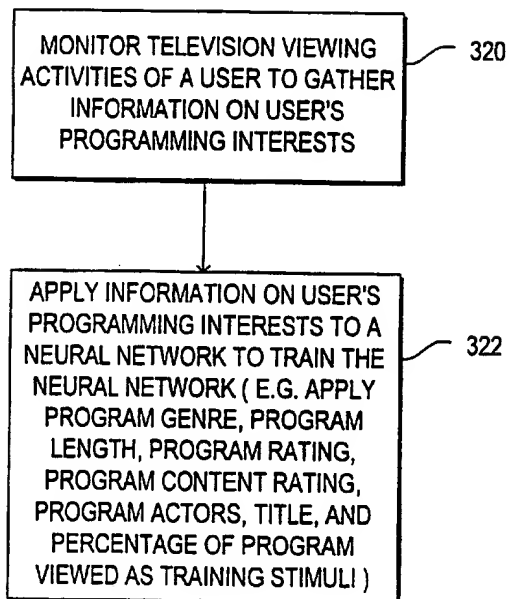 MONITOR TELEVISION VIEWING
ACTIVITIES OF A USER TO GATHER
INFORMATION ON USER'S
PROGRAMMING INTERESTS
320
APPLY INFORMATION ON USER'S
PROGRAMMING INTERESTS TO A
NEURAL NETWORK TO TRAIN THE
NEURAL NETWORK ( E.G. APPLY
PROGRAM GENRE, PROGRAM
LENGTH, PROGRAM RATING,
PROGRAM CONTENT RATING,
PROGRAM ACTORS, TITLE, AND
PERCENTAGE OF PROGRAM
VIEWED AS TRAINING STIMULI )
322